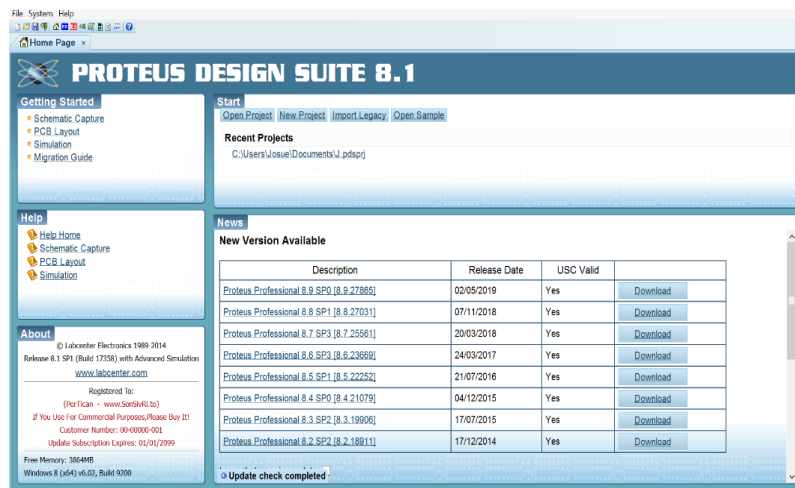 File System Help
Home Page ×
PROTEUS DESIGN SUITE 8.1
Getting Started
Schematic Capture
PCB Layout
Simulation
Migration Guide
Start
Open Project New Project Import Legacy Open Sample
Recent Projects
C:\Users\Josue\Documents\J.pdsprj
Help
Help Home
Schematic Capture
PCB Layout
Simulation
News
New Version Available
Description Release Date USC Valid
Proteus Professional 8.9 SP0 [8.9.27865] 02/05/2019 Yes Download
Proteus Professional 8.8 SP1 [8.8.27031] 07/11/2018 Yes Download
Proteus Professional 8.7 SP3 [8.7.25561] 20/03/2018 Yes Download
Proteus Professional 8.6 SP3 [8.6.23669] 24/03/2017 Yes Download
Proteus Professional 8.5 SP1 [8.5.22252] 21/07/2016 Yes Download
Proteus Professional 8.4 SP0 [8.4.21079] 04/12/2015 Yes Download
Proteus Professional 8.3 SP2 [8.3.19906] 17/07/2015 Yes Download
Proteus Professional 8.2 SP2 [8.2.18911] 17/12/2014 Yes Download
Update check completed
About
© Labcenter Electronics 1989-2014
Release 8.1 SP1 (Build 17358) with Advanced Simulation
www.labcenter.com
Registered To:
(PerTican - www.SonSivRi.to)
If You Use For Commercial Purposes,Please Buy It!
Customer Number: 00-00000-001
Update Subscription Expires: 01/01/2099
Free Memory: 3864MB
Windows 8 (x64) v6.02, Build 9200